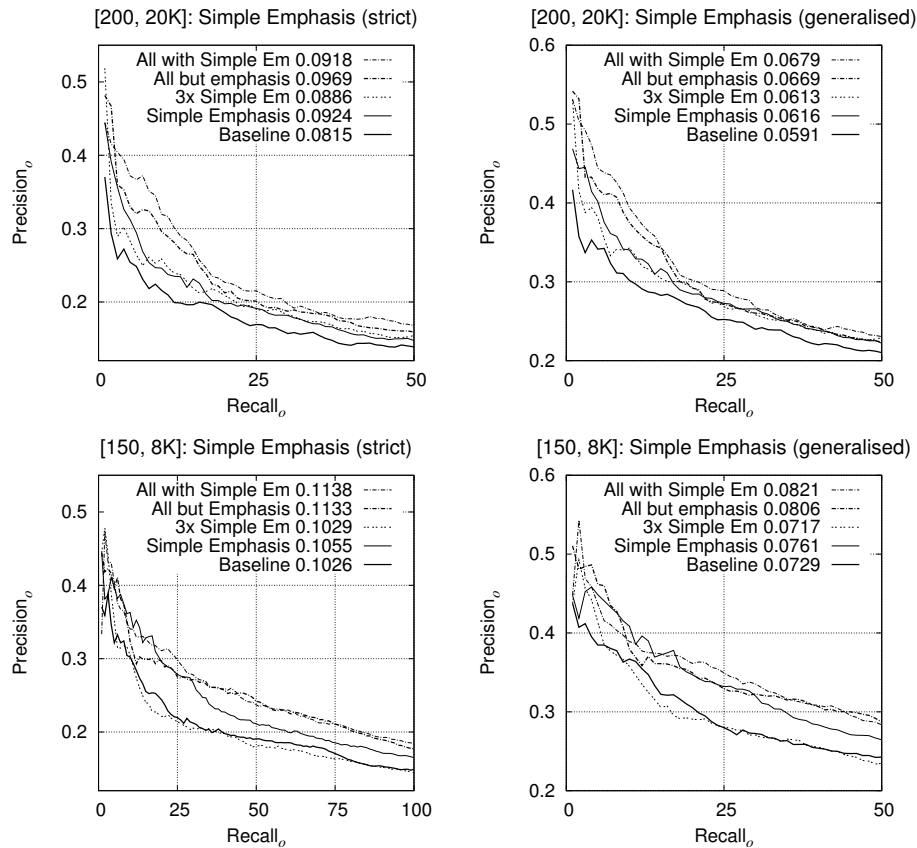 [200, 20K]: Simple Emphasis (strict)
All with Simple Em 0.0918
All but emphasis 0.0969
3x Simple Em 0.0886
Simple Emphasis 0.0924
Baseline 0.0815
0.5
0.4
0.3
0.2
Precision_o
0 25 50
Recall_o
[200, 20K]: Simple Emphasis (generalised)
All with Simple Em 0.0679
All but emphasis 0.0669
3x Simple Em 0.0613
Simple Emphasis 0.0616
Baseline 0.0591
0.6
0.5
0.4
0.3
0.2
Precision_o
0 25 50
Recall_o
[150, 8K]: Simple Emphasis (strict)
All with Simple Em 0.1138
All but Emphasis 0.1133
3x Simple Em 0.1029
Simple Emphasis 0.1055
Baseline 0.1026
0.5
0.4
0.3
0.2
Precision_o
0 25 50 75 100
Recall_o
[150, 8K]: Simple Emphasis (generalised)
All with Simple Em 0.0821
All but Emphasis 0.0806
3x Simple Em 0.0717
Simple Emphasis 0.0761
Baseline 0.0729
0.6
0.5
0.4
0.3
0.2
Precision_o
0 25 50
Recall_o